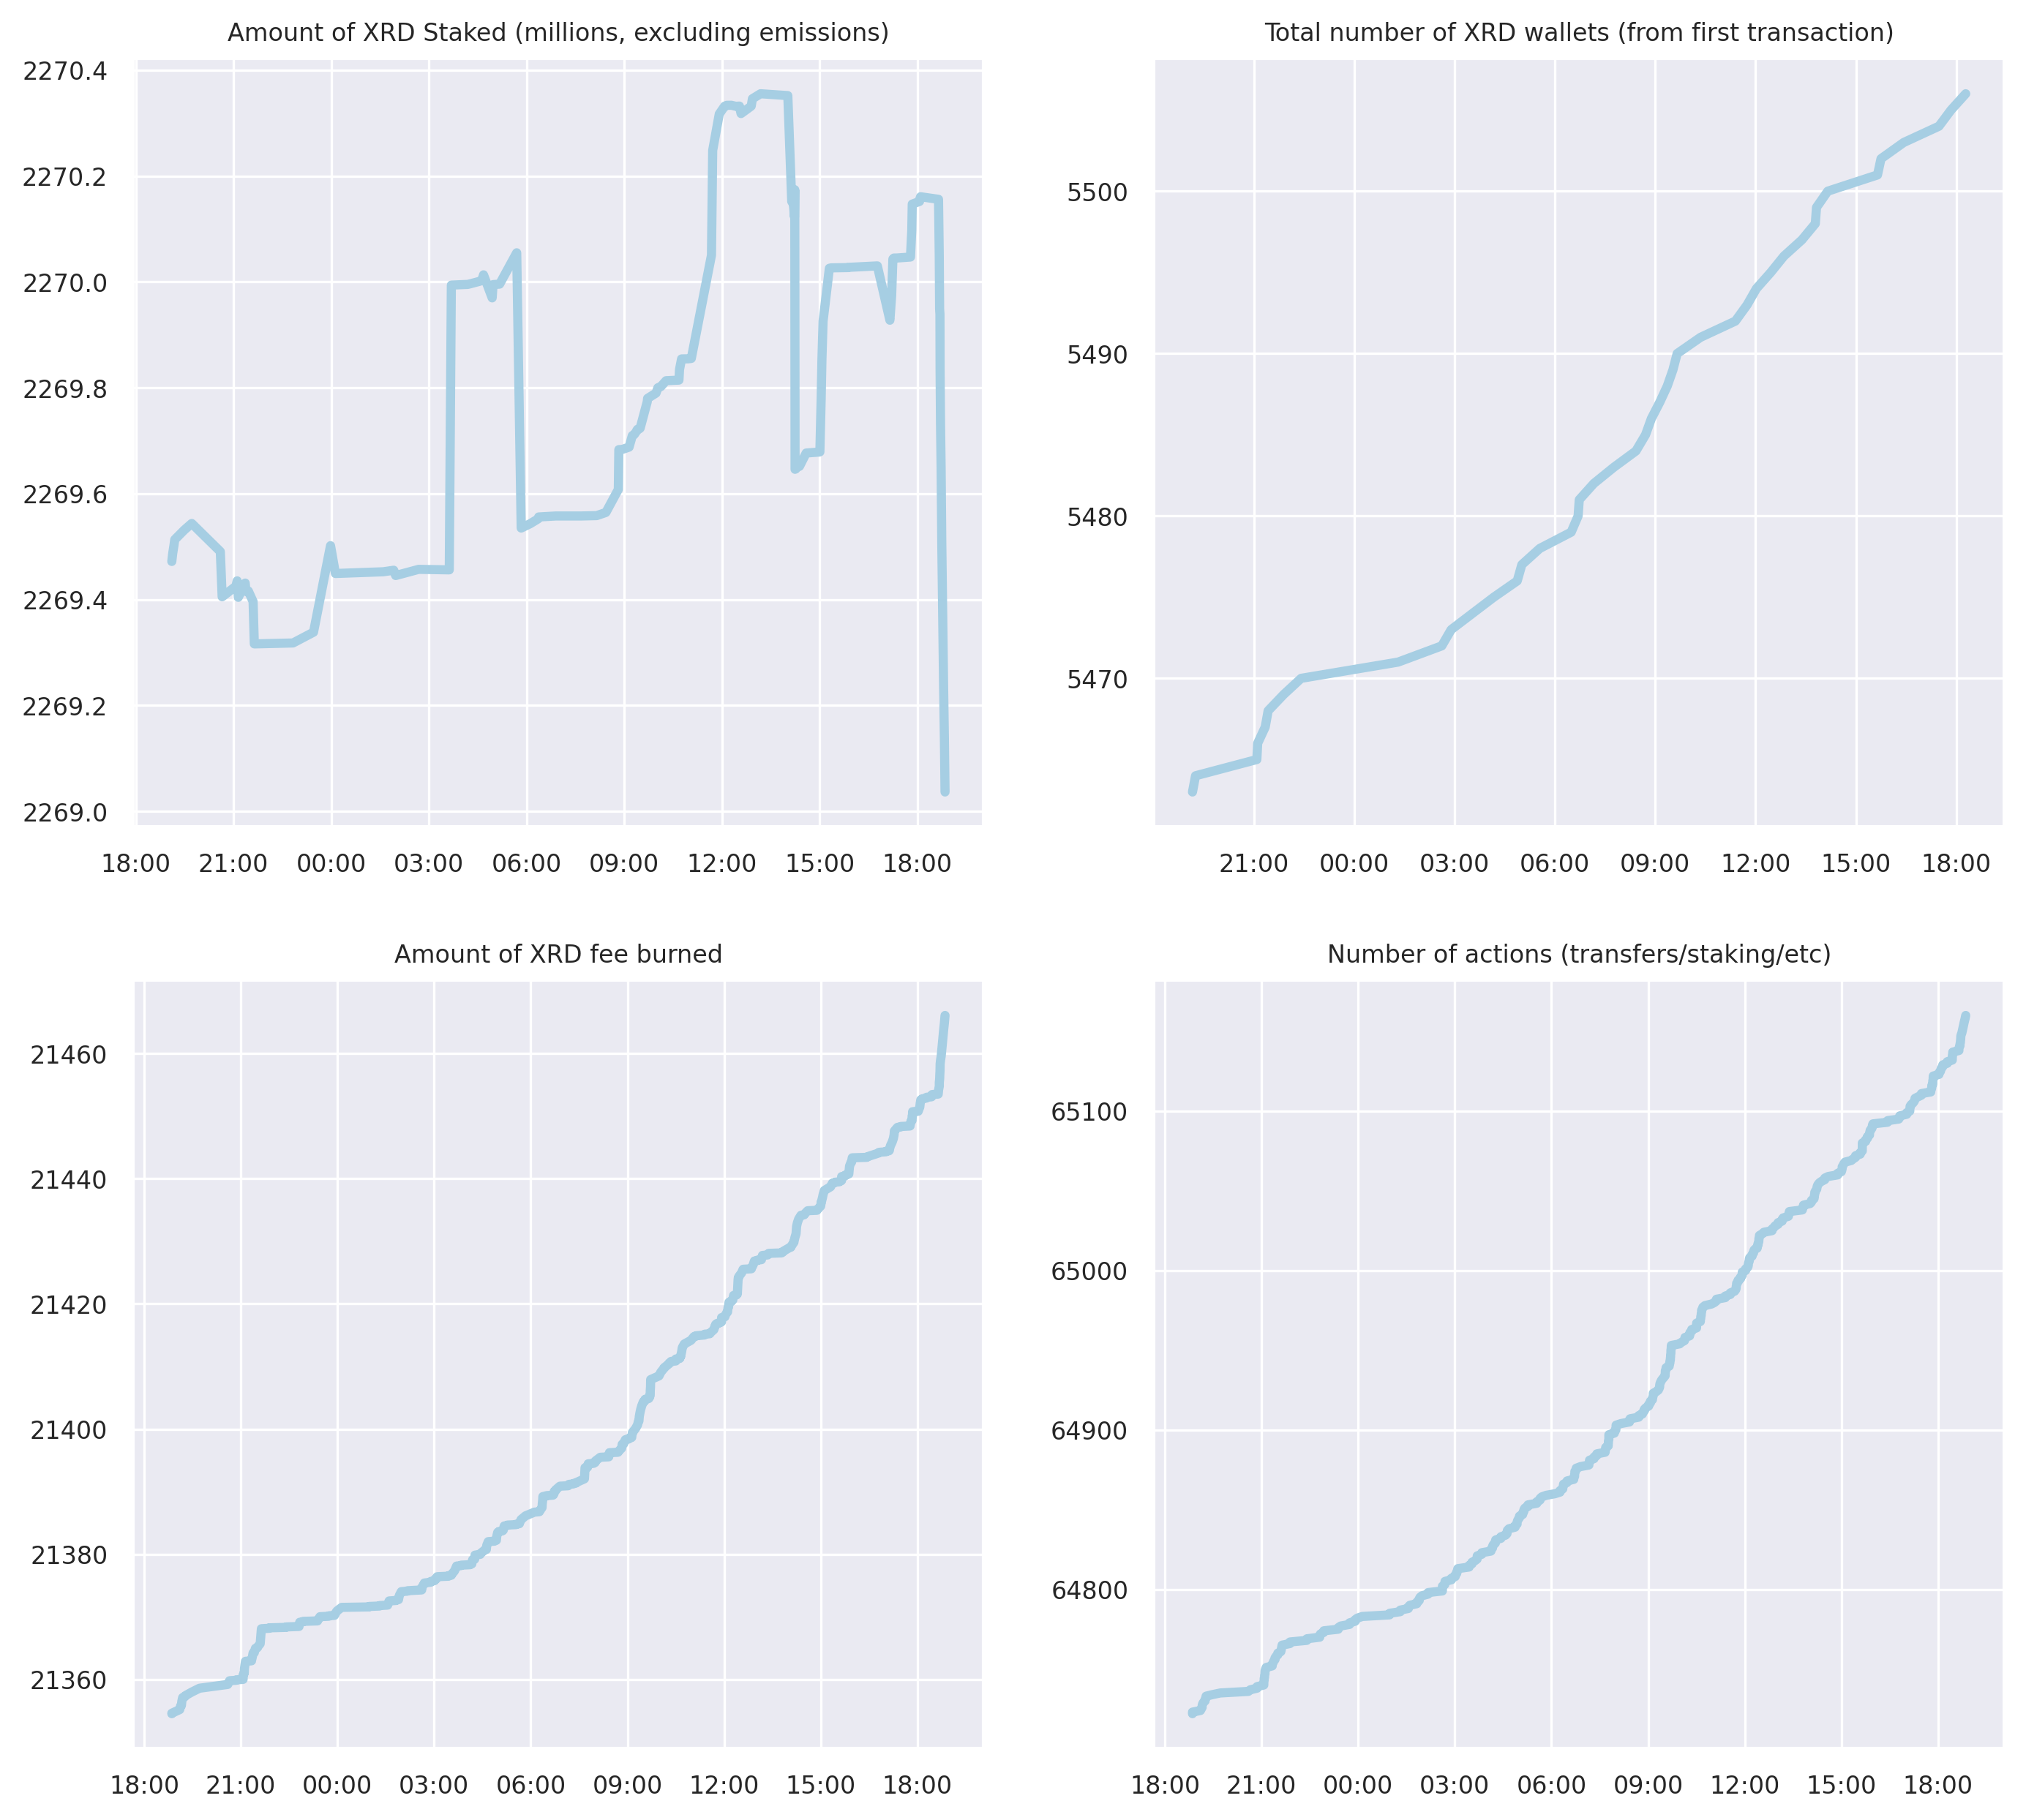 Amount of XRD Staked (millions, excluding emissions)
2270.4
2270.2
2270.0
2269.8
2269.6
2269.4
2269.2
2269.0
18:00 21:00 00:00 03:00 06:00 09:00 12:00 15:00 18:00
Total number of XRD wallets (from first transaction)
5500
5490
5480
5470
21:00 00:00 03:00 06:00 09:00 12:00 15:00 18:00
Amount of XRD fee burned
21460
21440
21420
21400
21380
21360
18:00 21:00 00:00 03:00 06:00 09:00 12:00 15:00 18:00
Number of actions (transfers/staking/etc)
65100
65000
64900
64800
18:00 21:00 00:00 03:00 06:00 09:00 12:00 15:00 18:00